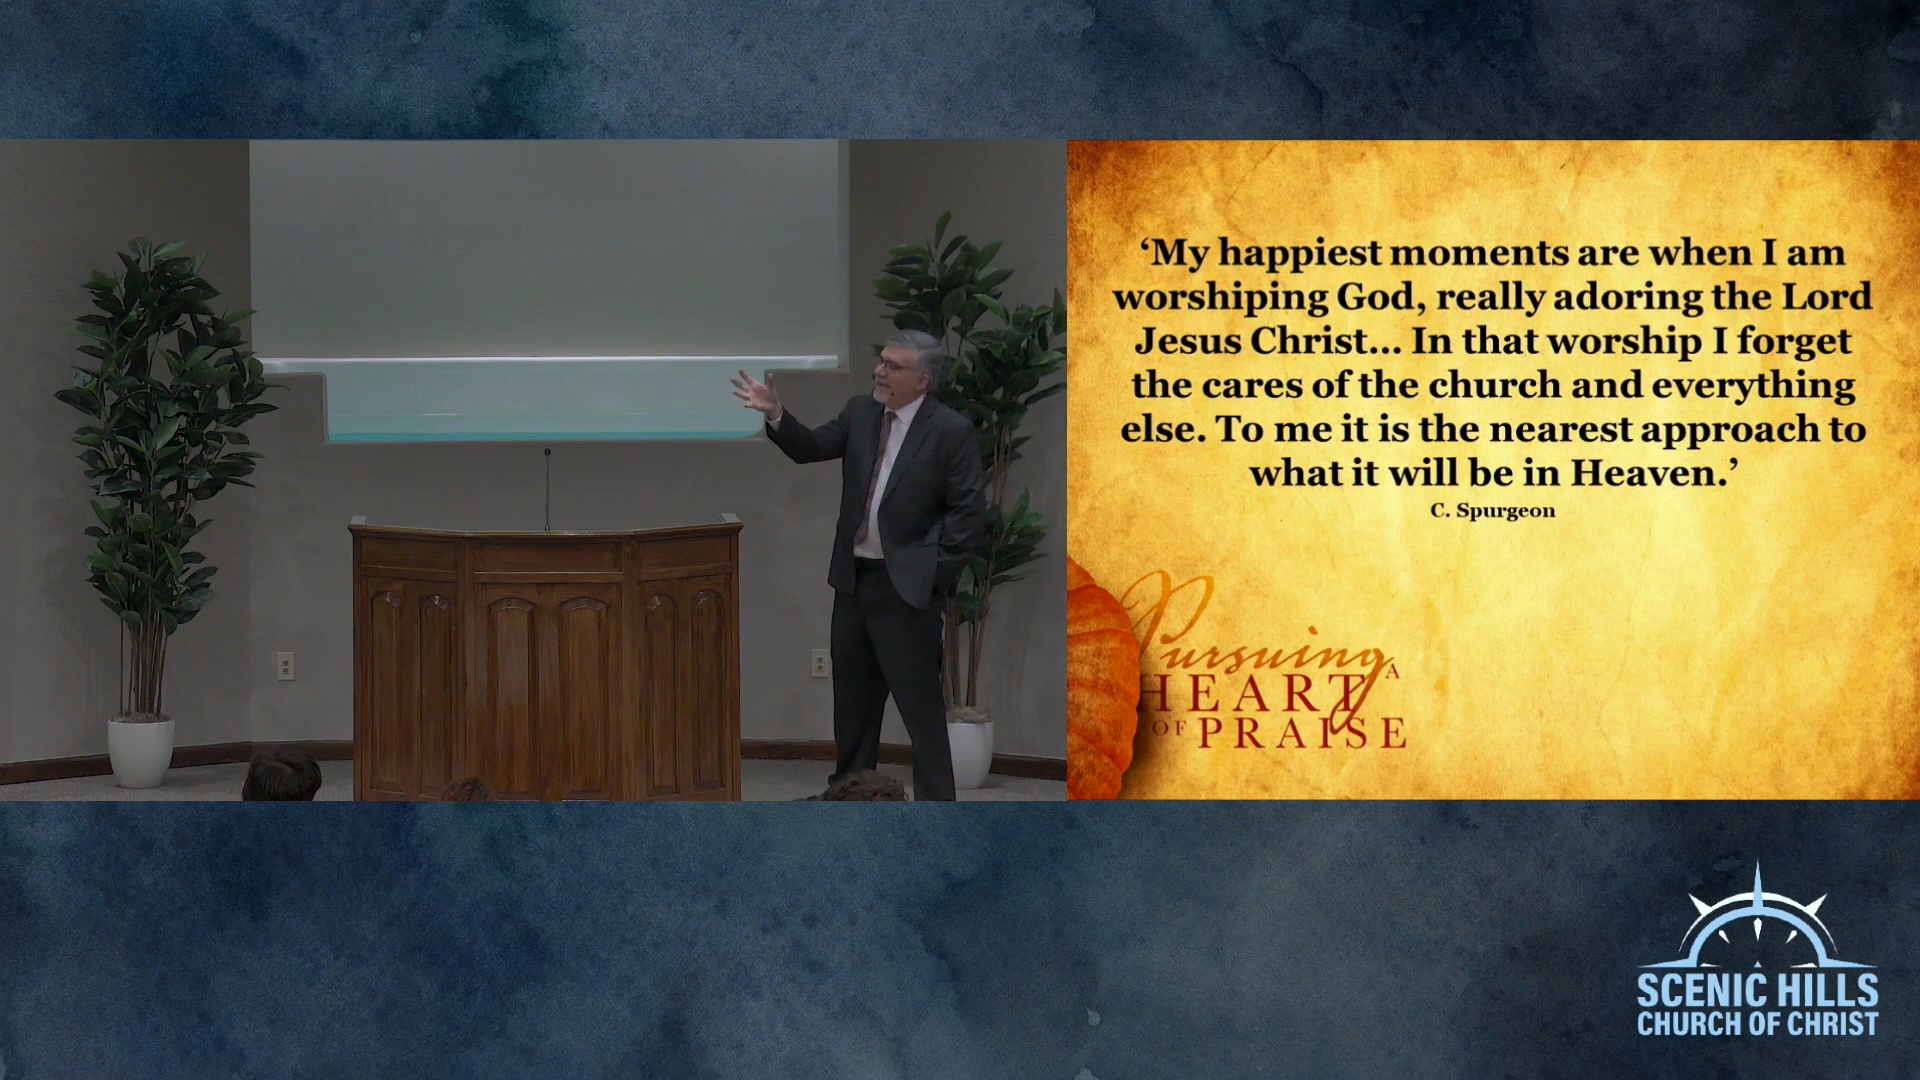 ‘My happiest moments are when I am
worshiping God, really adoring the Lord
Jesus Christ... In that worship I forget
the cares of the church and everything
else. To me it is the nearest approach to
what it will be in Heaven.’
C. Spurgeon
Pursuing A
HEART
OF PRAISE
SCENIC HILLS
CHURCH OF CHRIST